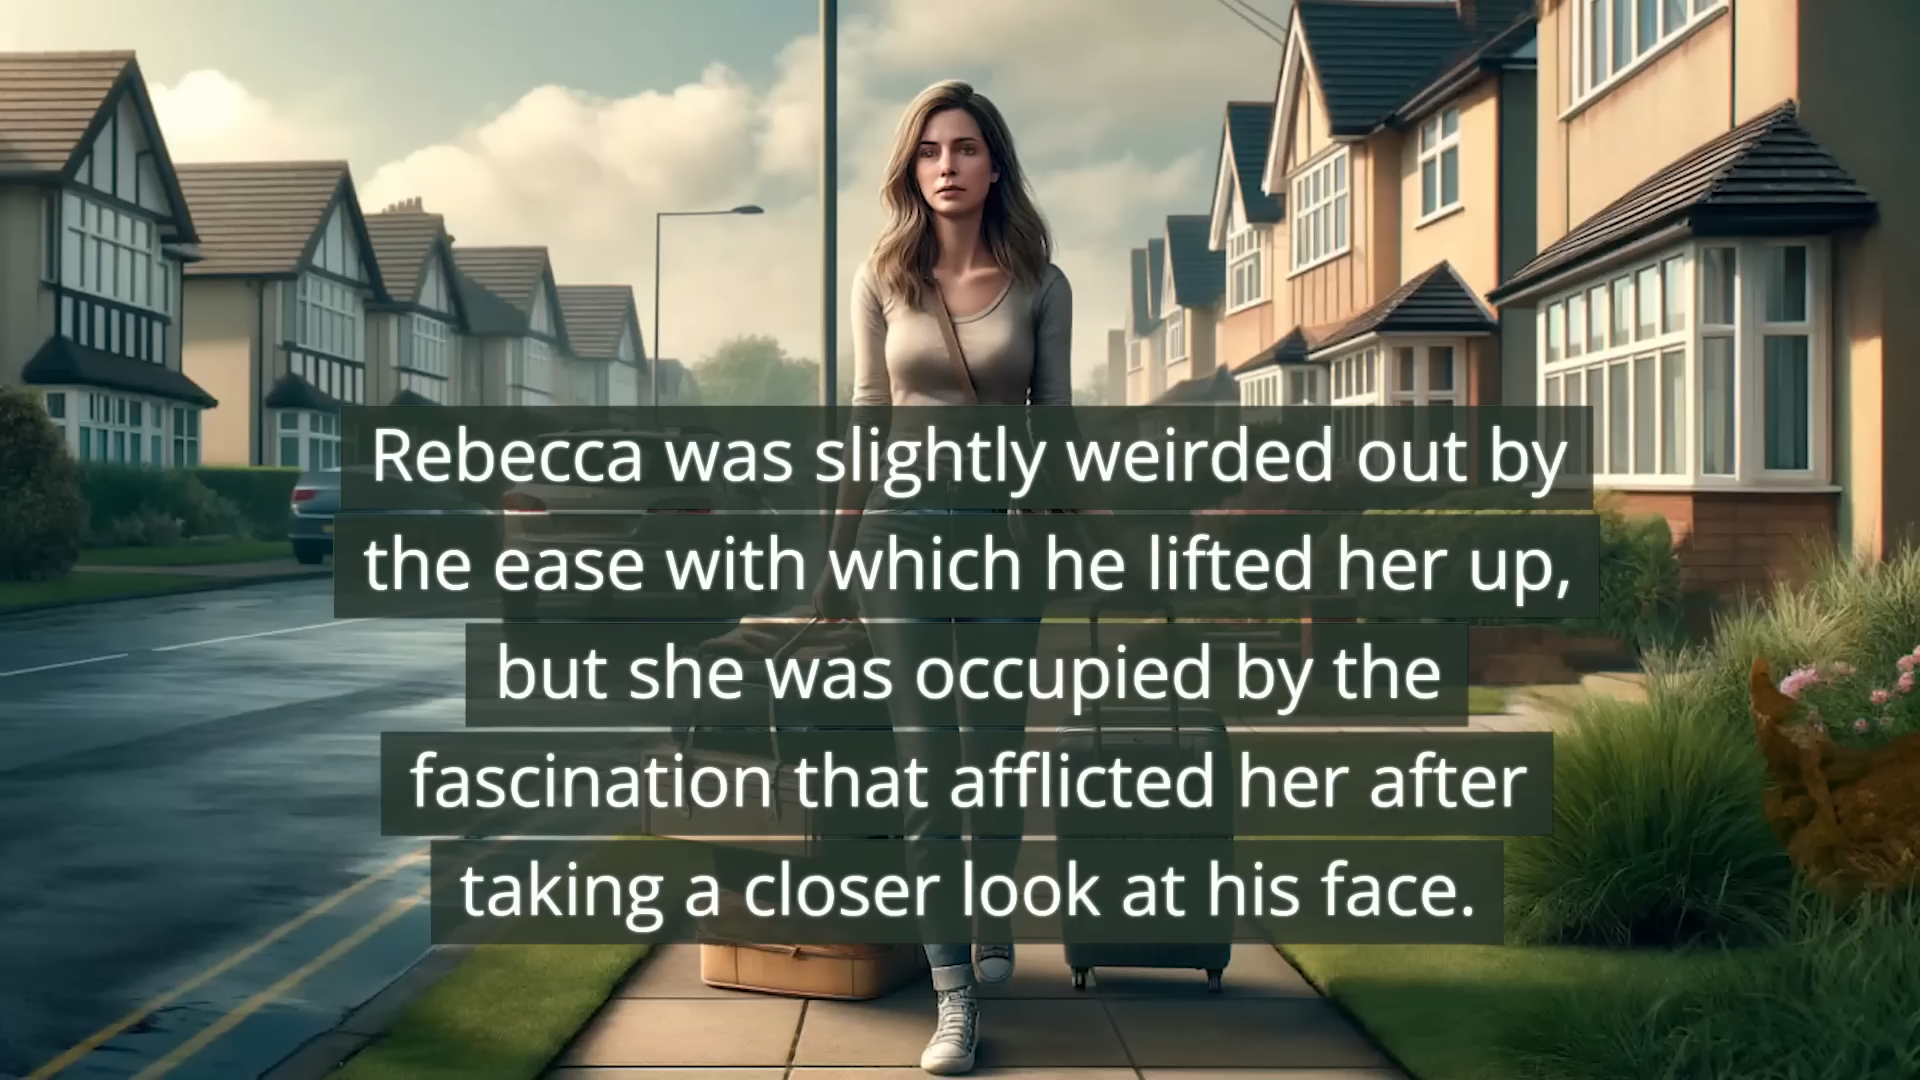 Rebecca was slightly weirded out by
the ease with which he lifted her up,
but she was occupied by the
fascination that afflicted her after
taking a closer look at his face.